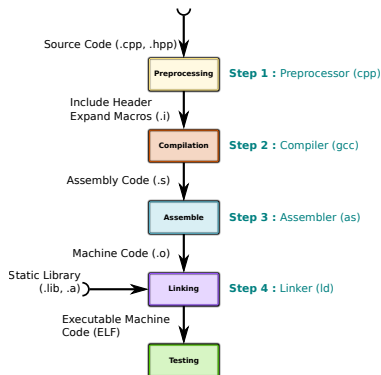 Source Code (.cpp, .hpp)
Preprocessing
Step 1 : Preprocessor (cpp)
Include Header
Expand Macros (.i)
Compilation
Step 2 : Compiler (gcc)
Assembly Code (.s)
Assemble
Step 3 : Assembler (as)
Machine Code (.o)
Static Library
(.lib, .a)
Linking
Step 4 : Linker (ld)
Executable Machine
Code (ELF)
Testing